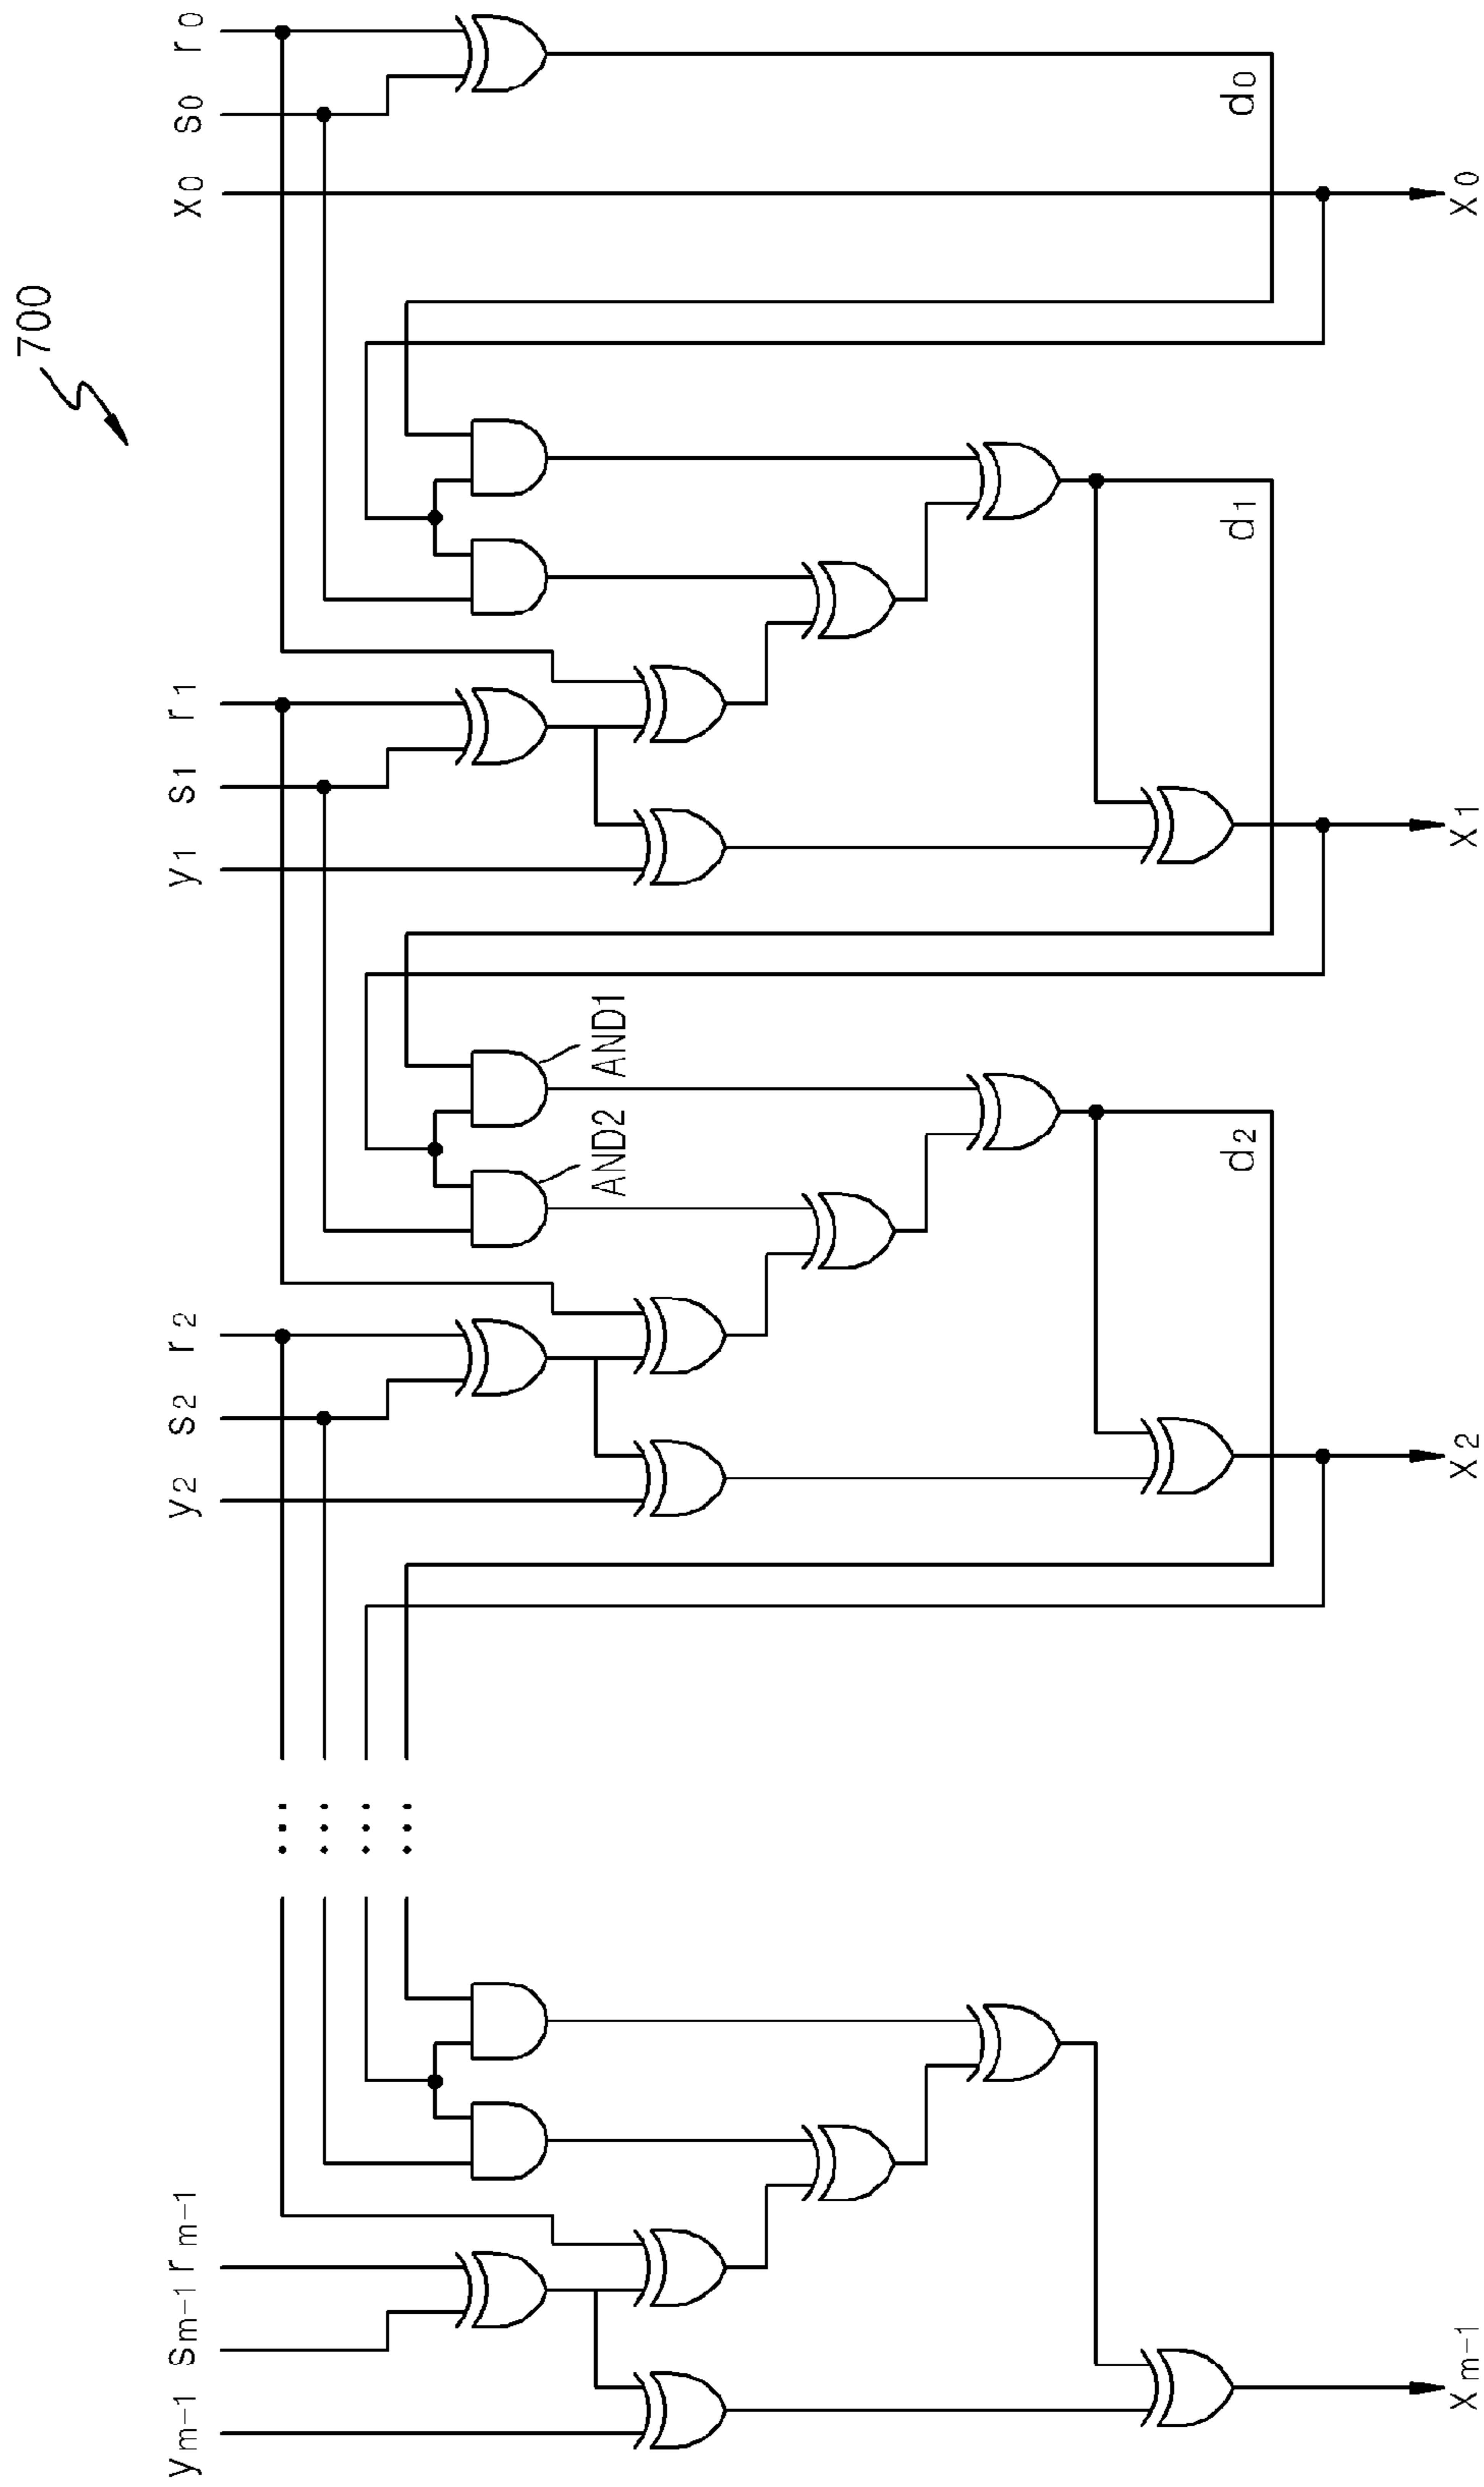 700
ym-1 sm-1 rm-1 y2 s2 r2 y1 s1 r1 x0 s0 r0
AND2 AND1
d2 d1 d0
xm-1 x2 x1 x0